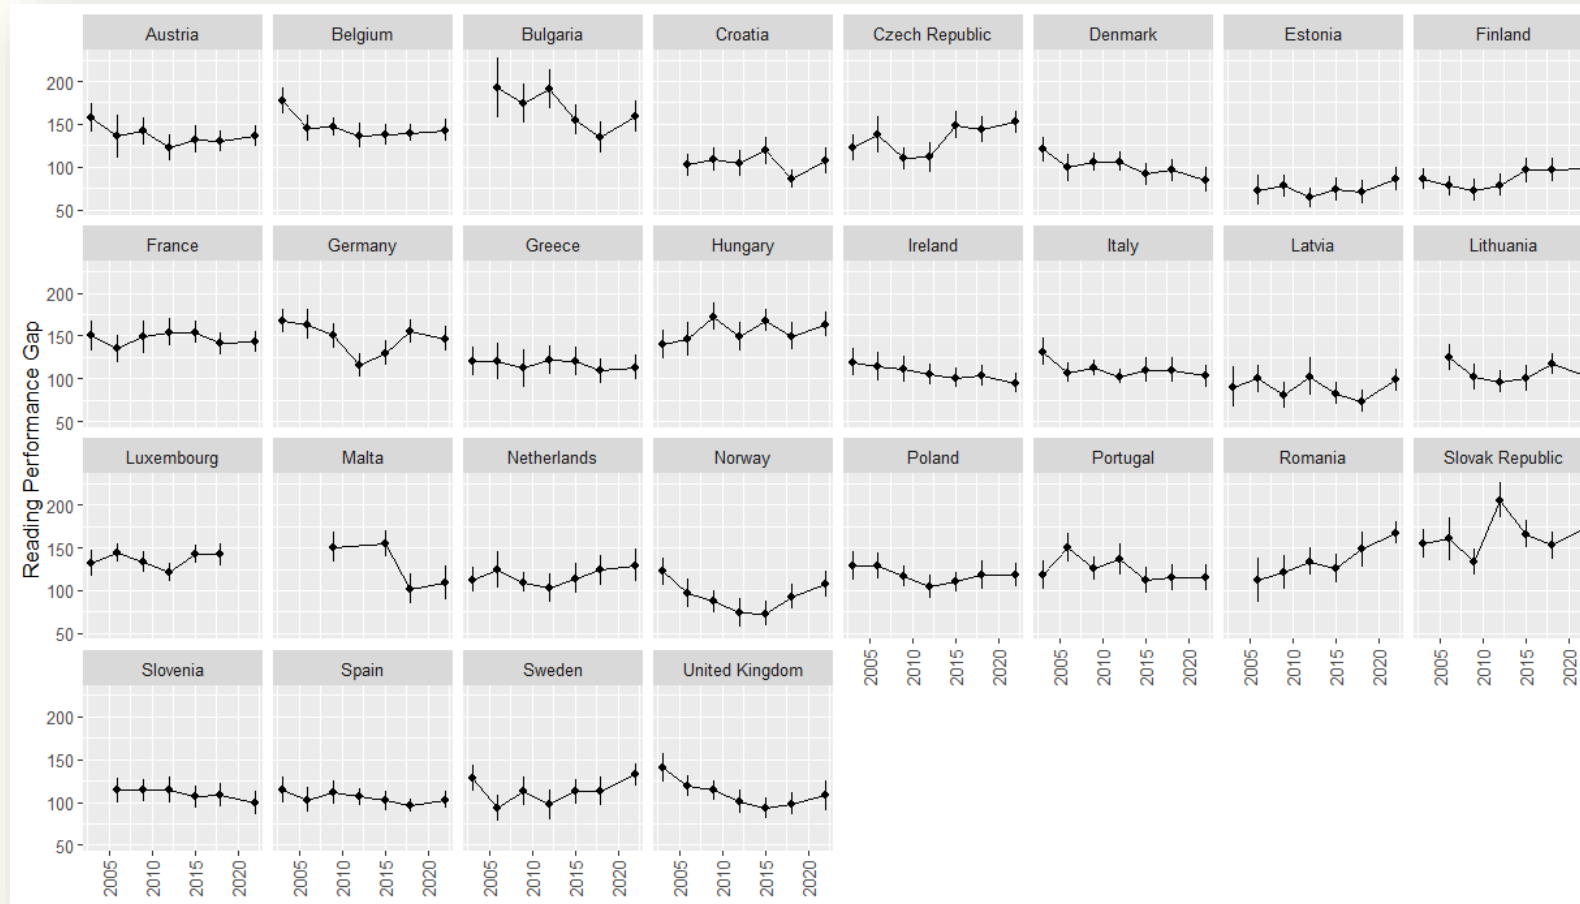 Austria Belgium Bulgaria Croatia Czech Republic Denmark Estonia Finland
200
150
100
50
France Germany Greece Hungary Ireland Italy Latvia Lithuania
200
150
100
50
Reading Performance Gap
Luxembourg Malta Netherlands Norway Poland Portugal Romania Slovak Republic
200
150
100
50
2005 2010 2015 2020 2005 2010 2015 2020 2005 2010 2015 2020 2005 2010 2015 2020
Slovenia Spain Sweden United Kingdom
200
150
100
50
2005 2010 2015 2020 2005 2010 2015 2020 2005 2010 2015 2020 2005 2010 2015 2020